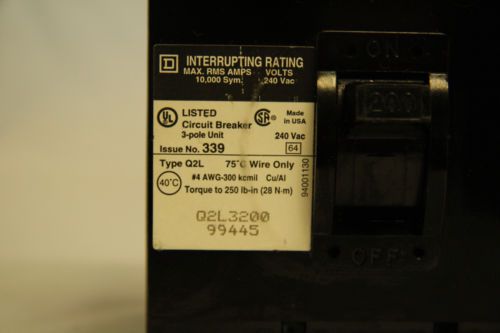 D INTERRUPTING RATING
MAX. RMS AMPS VOLTS
10,000 Sym. 240 Vac
UL LISTED
Circuit Breaker
3-pole Unit
SA Made in USA
240 Vac
Issue No. 339 64
Type Q2L 75°C Wire Only
40°C #4 AWG-300 kcmil Cu/Al
Torque to 250 lb-in (28 N·m)
94001130
Q2L3200
99445
ON
200
OFF